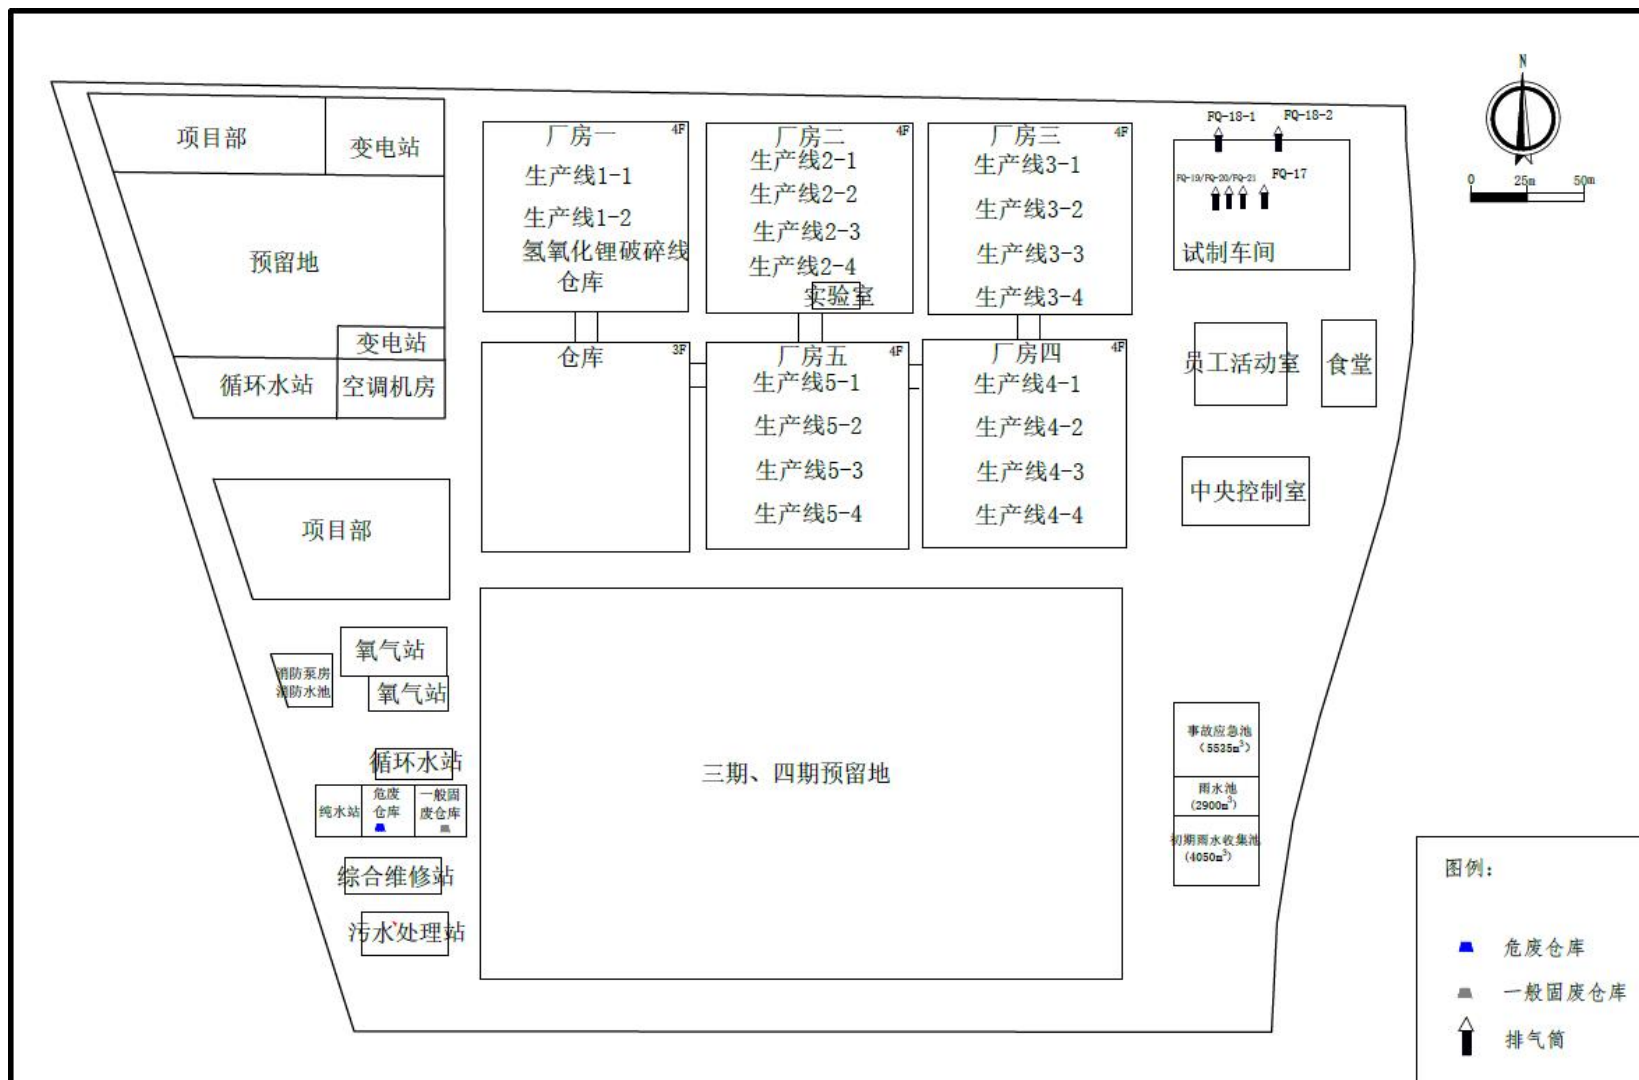 N
0 25m 50m
项目部
变电站
预留地
变电站
循环水站
空调机房
厂房一 4F
生产线1-1
生产线1-2
氢氧化锂破碎线
仓库
厂房二 4F
生产线2-1
生产线2-2
生产线2-3
生产线2-4
实验室
厂房三 4F
生产线3-1
生产线3-2
生产线3-3
生产线3-4
FQ-18-1
FQ-18-2
FQ-19/FQ-20/FQ-21
FQ-17
试制车间
仓库 3F
厂房五 4F
生产线5-1
生产线5-2
生产线5-3
生产线5-4
厂房四 4F
生产线4-1
生产线4-2
生产线4-3
生产线4-4
员工活动室
食堂
中央控制室
项目部
氧气站
氧气站
消防泵房
消防水池
循环水站
纯水站
危废
仓库
一般固
废仓库
综合维修站
污水处理站
三期、四期预留地
事故应急池
(5535m³)
雨水池
(2900m³)
初期雨水收集池
(4050m³)
图例:
危废仓库
一般固废仓库
排气筒